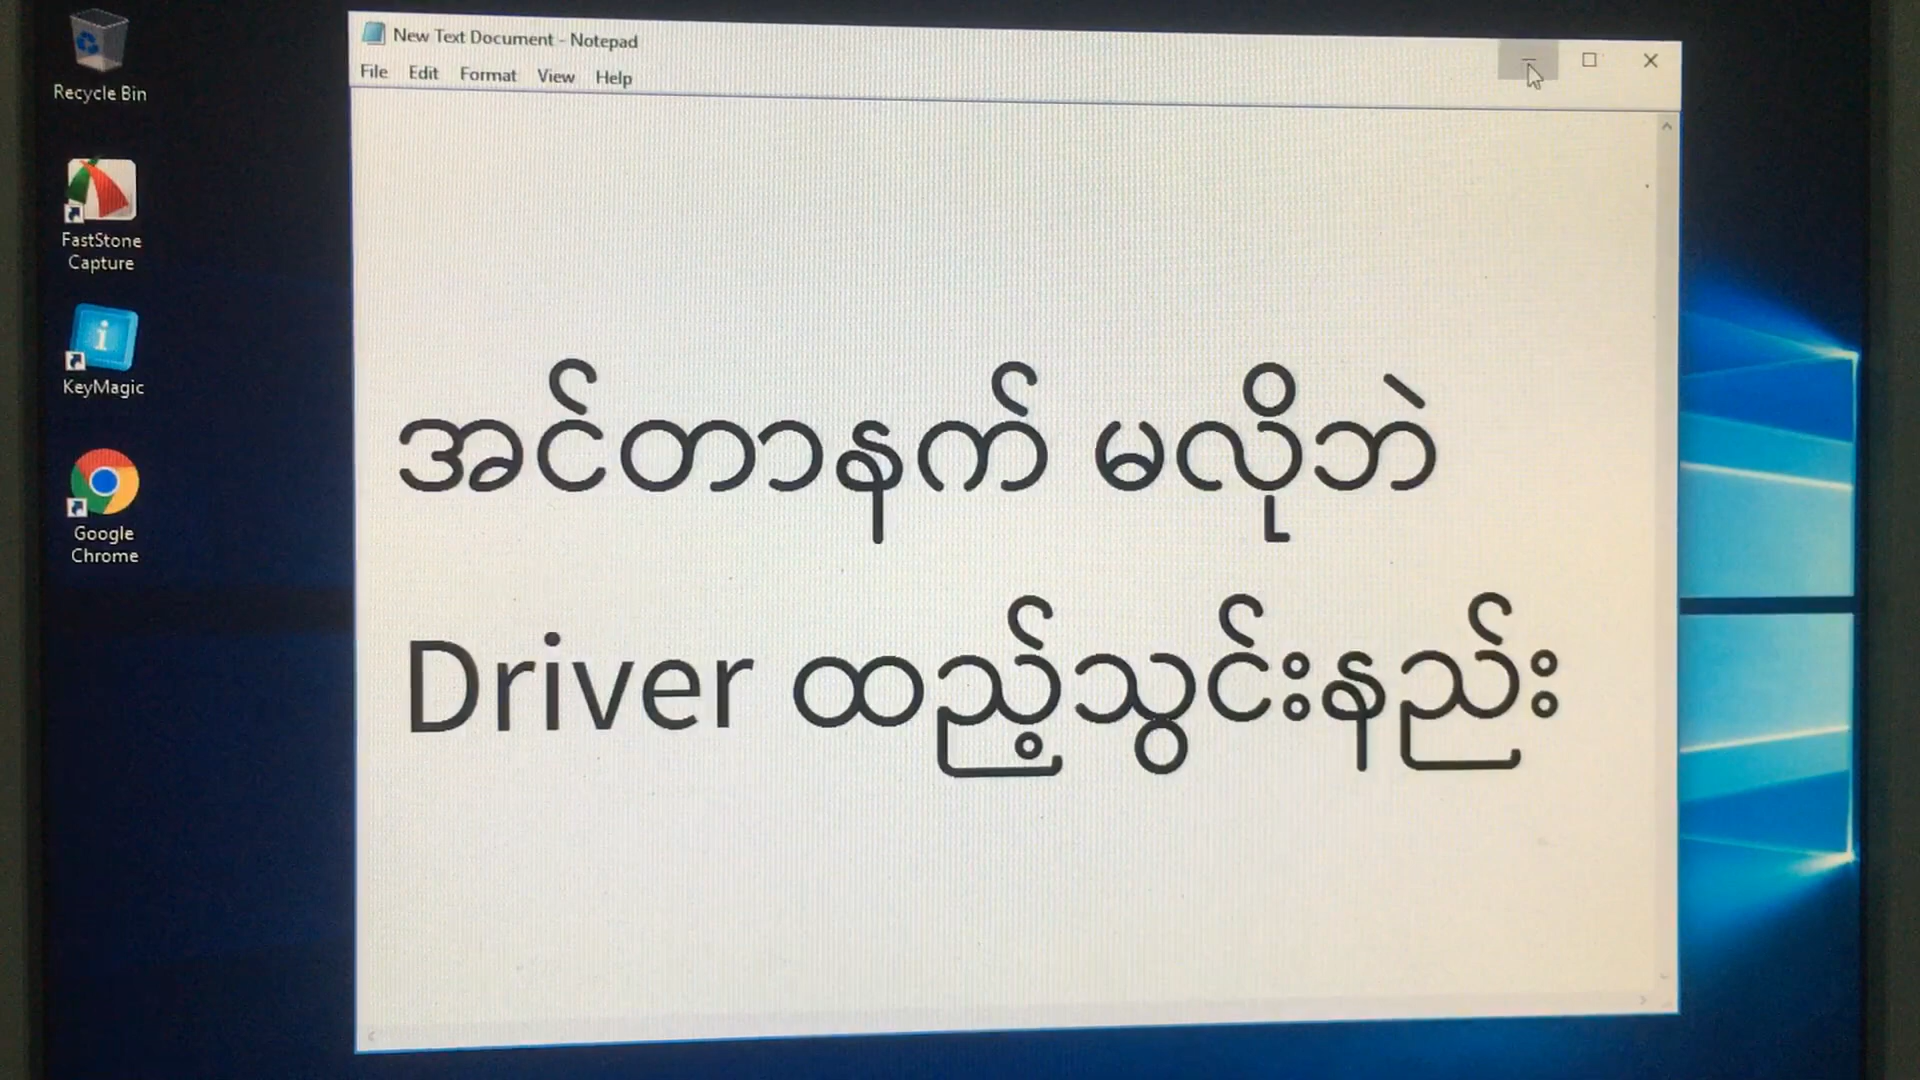 Recycle Bin
FastStone
Capture
KeyMagic
Google
Chrome
New Text Document - Notepad
File Edit Format View Help
အင်တာနက် မလိုဘဲ
Driver ထည့်သွင်းနည်း